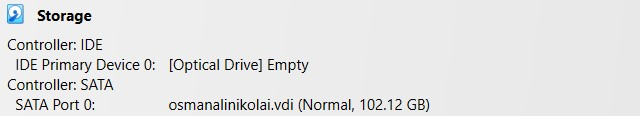 Storage
Controller: IDE
IDE Primary Device 0: [Optical Drive] Empty
Controller: SATA
SATA Port 0: osmanalinikolai.vdi (Normal, 102.12 GB)